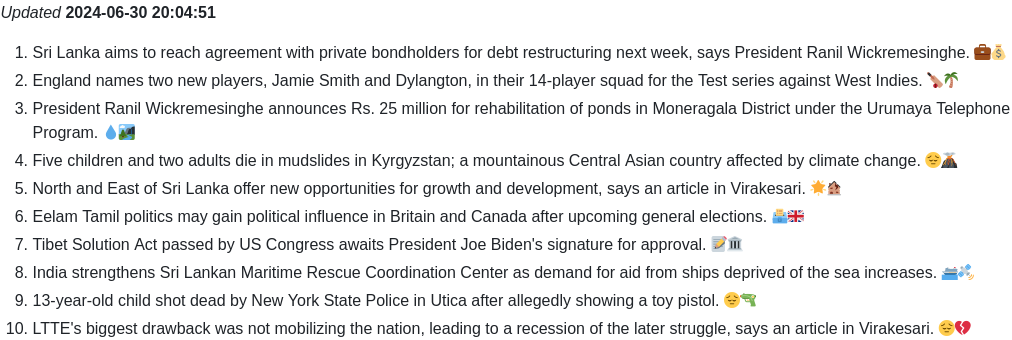 Updated 2024-06-30 20:04:51
1. Sri Lanka aims to reach agreement with private bondholders for debt restructuring next week, says President Ranil Wickremesinghe. 💼💰
2. England names two new players, Jamie Smith and Dylangton, in their 14-player squad for the Test series against West Indies. 🏏🌴
3. President Ranil Wickremesinghe announces Rs. 25 million for rehabilitation of ponds in Moneragala District under the Urumaya Telephone
Program. 💧🏞️
4. Five children and two adults die in mudslides in Kyrgyzstan; a mountainous Central Asian country affected by climate change. 😔🌋
5. North and East of Sri Lanka offer new opportunities for growth and development, says an article in Virakesari. 🌟🏘️
6. Eelam Tamil politics may gain political influence in Britain and Canada after upcoming general elections. 🗳️🇬🇧
7. Tibet Solution Act passed by US Congress awaits President Joe Biden's signature for approval. 📝🏛️
8. India strengthens Sri Lankan Maritime Rescue Coordination Center as demand for aid from ships deprived of the sea increases. 🚢🛰️
9. 13-year-old child shot dead by New York State Police in Utica after allegedly showing a toy pistol. 😔🔫
10. LTTE's biggest drawback was not mobilizing the nation, leading to a recession of the later struggle, says an article in Virakesari. 😔💔